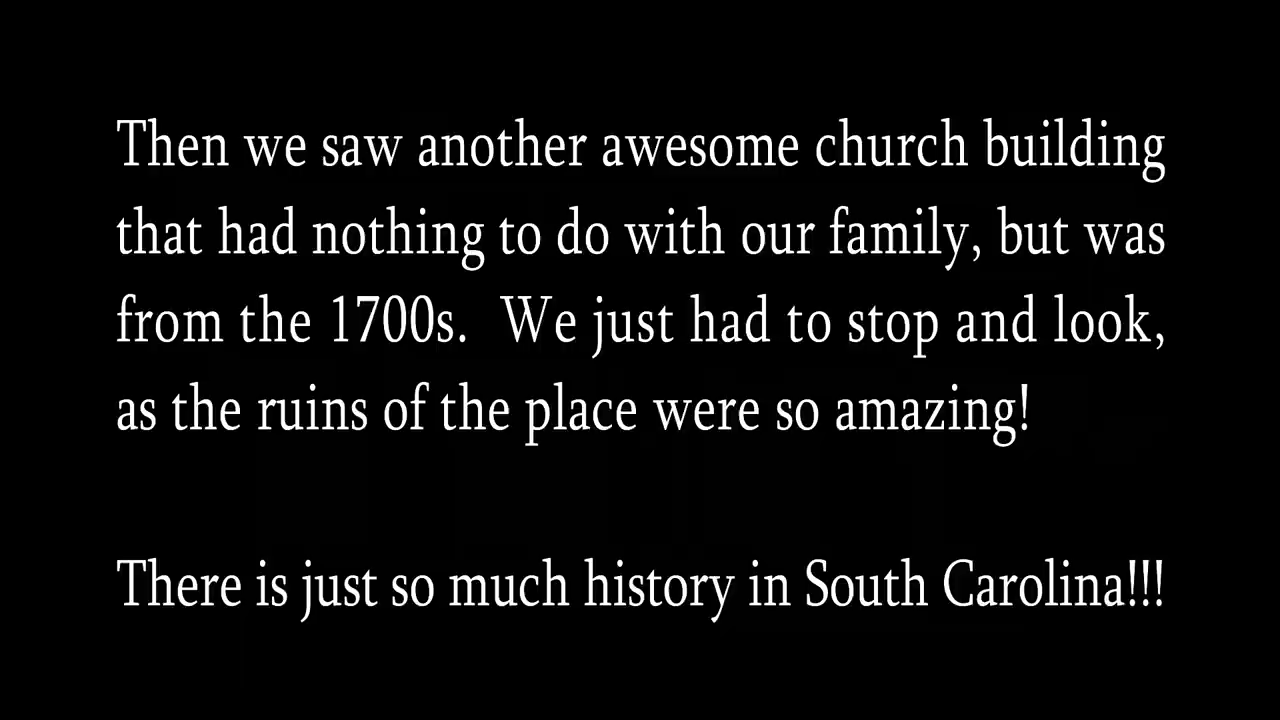 Then we saw another awesome church building
that had nothing to do with our family, but was
from the 1700s.  We just had to stop and look,
as the ruins of the place were so amazing!
There is just so much history in South Carolina!!!